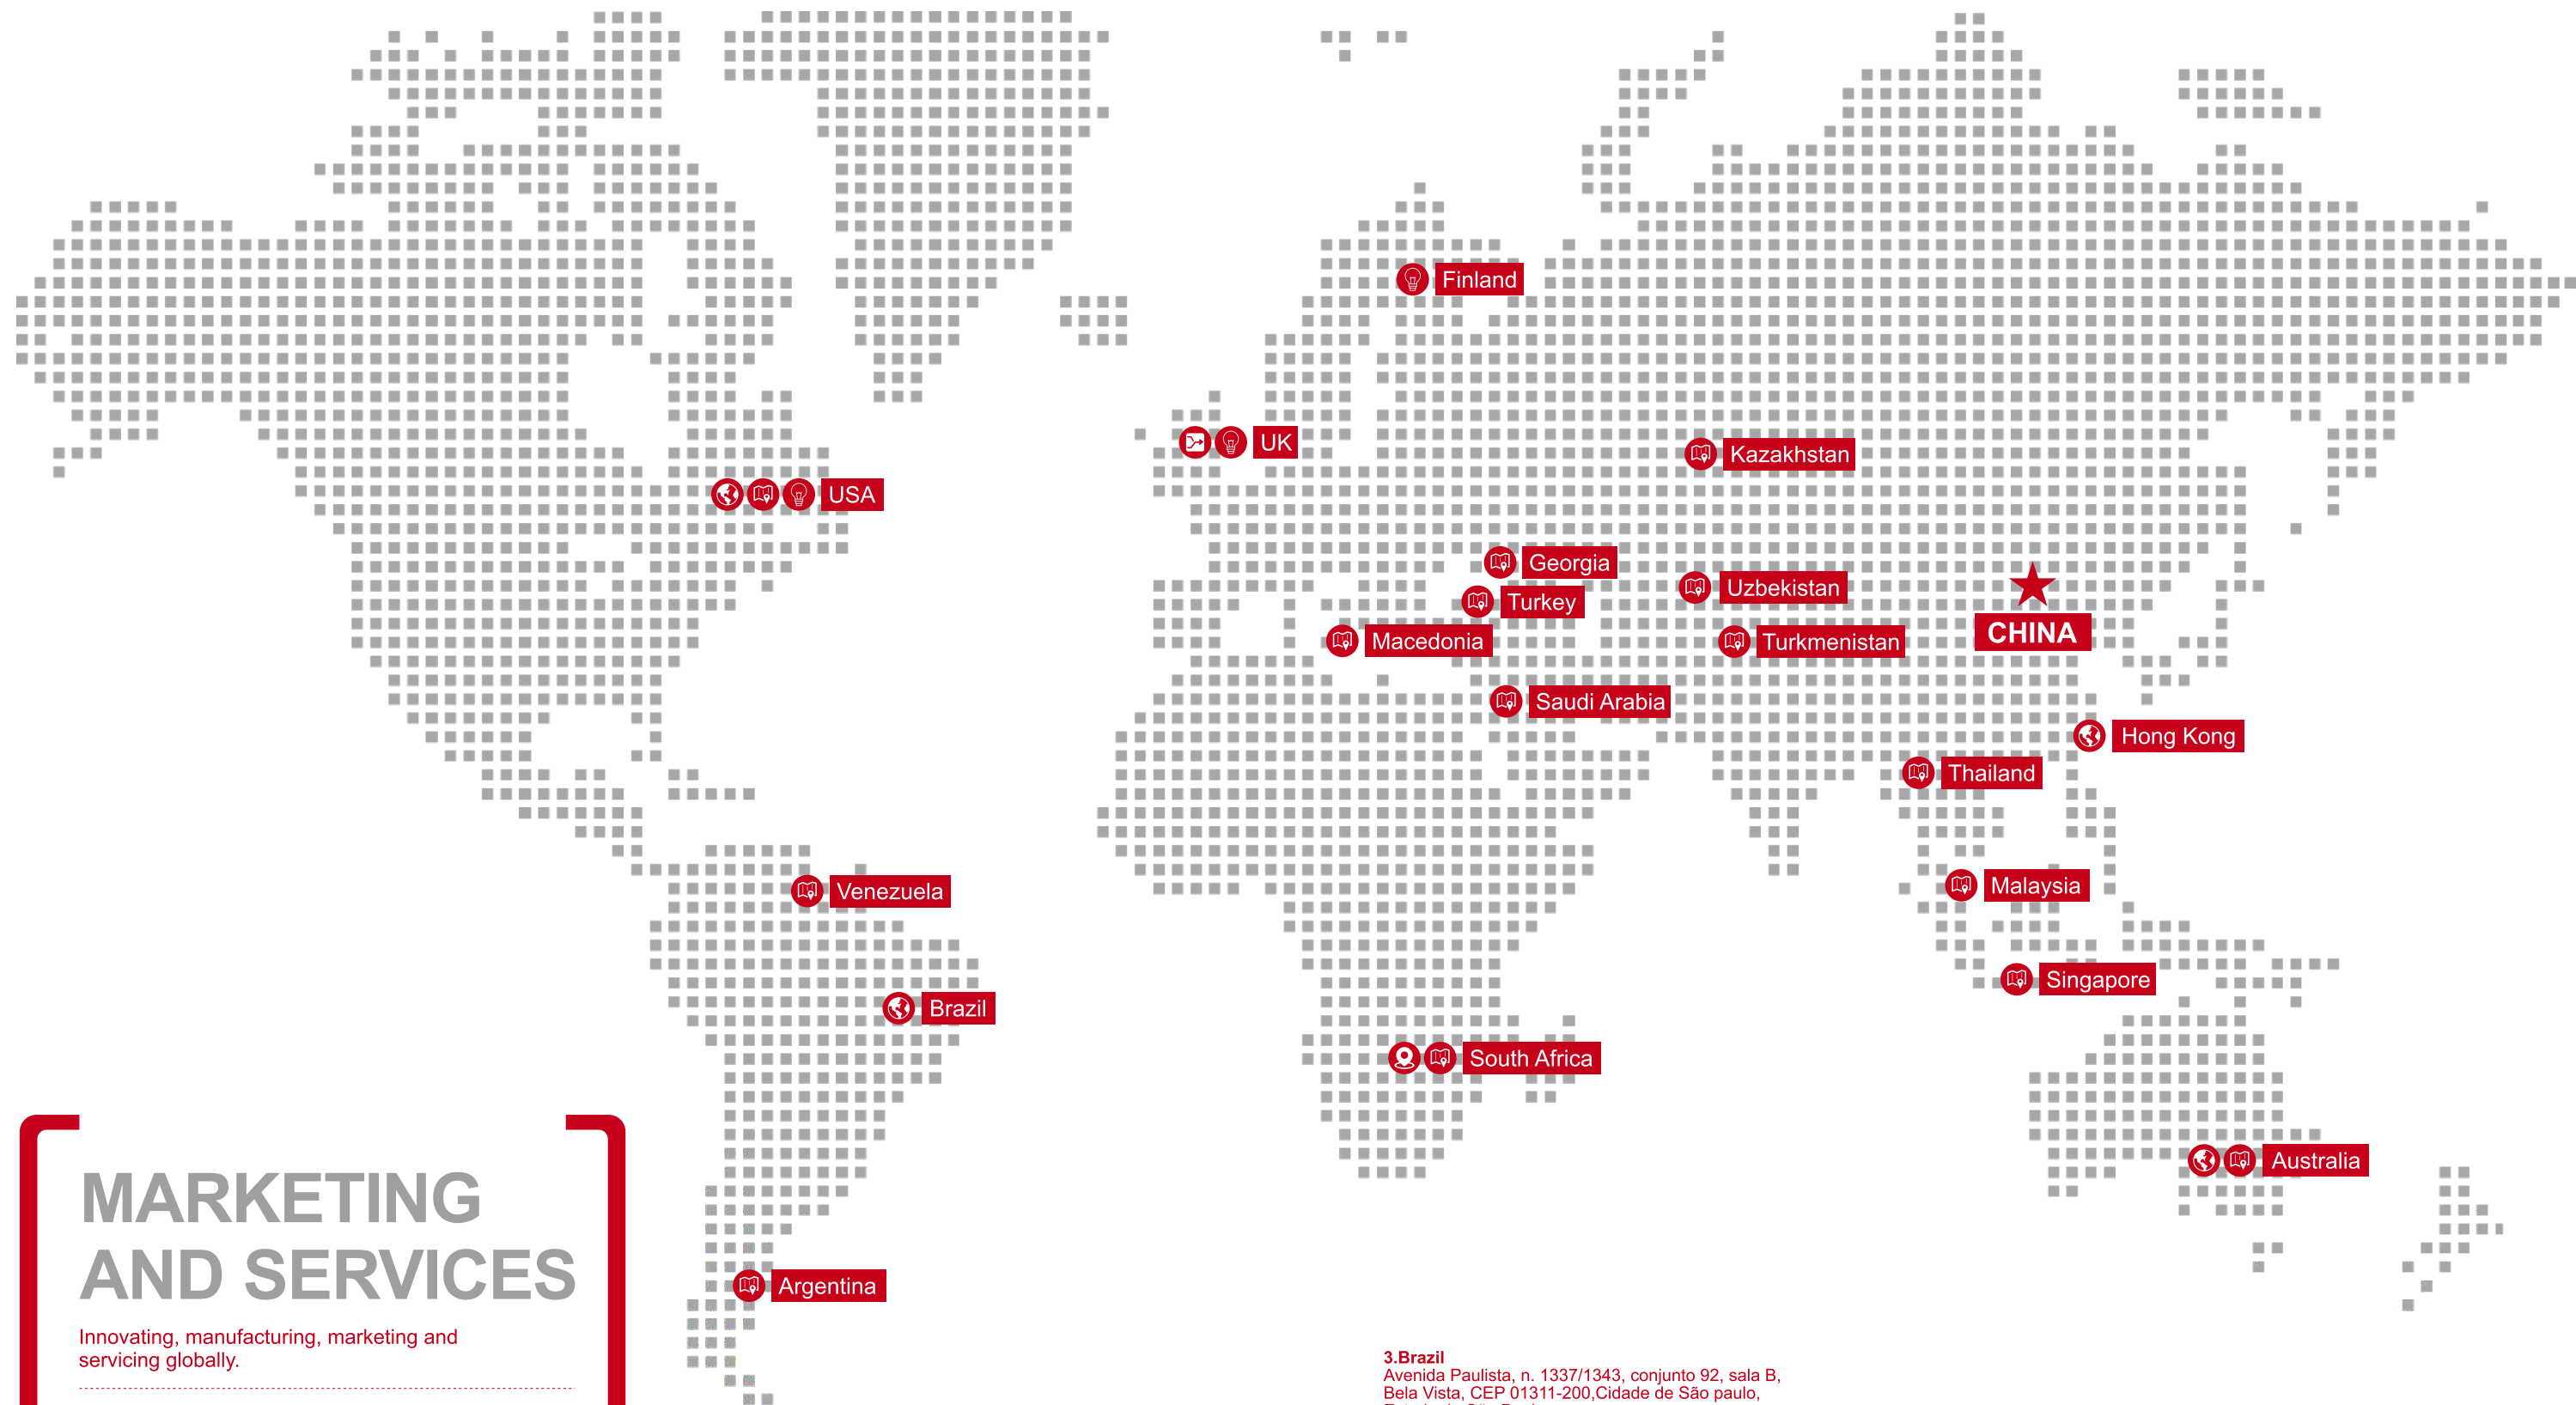 Finland
UK
Kazakhstan
USA
Georgia
Uzbekistan
Turkey
CHINA
Macedonia
Turkmenistan
Saudi Arabia
Hong Kong
Thailand
Malaysia
Venezuela
Singapore
Brazil
South Africa
Australia
MARKETING
AND SERVICES
Argentina
Innovating, manufacturing, marketing and
servicing globally.
3.Brazil
Avenida Paulista, n. 1337/1343, conjunto 92, sala B,
Bela Vista, CEP 01311-200,Cidade de São paulo,